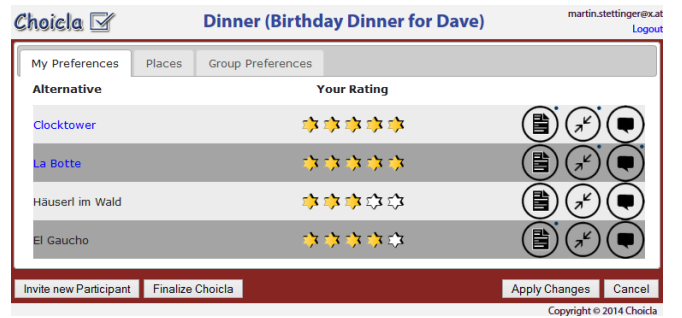 Choicla
Dinner (Birthday Dinner for Dave)
martin.stettinger@x.at
Logout
My Preferences Places Group Preferences
Alternative Your Rating
Clocktower
La Botte
Häuserl im Wald
El Gaucho
Invite new Participant Finalize Choicla Apply Changes Cancel
Copyright © 2014 Choicla